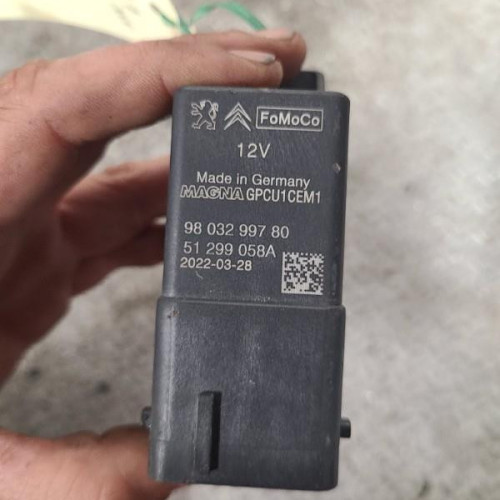 FoMoCo
12V
Made in Germany
MAGNA GPCU1CEM1
98 032 997 80
51 299 058A
2022-03-28